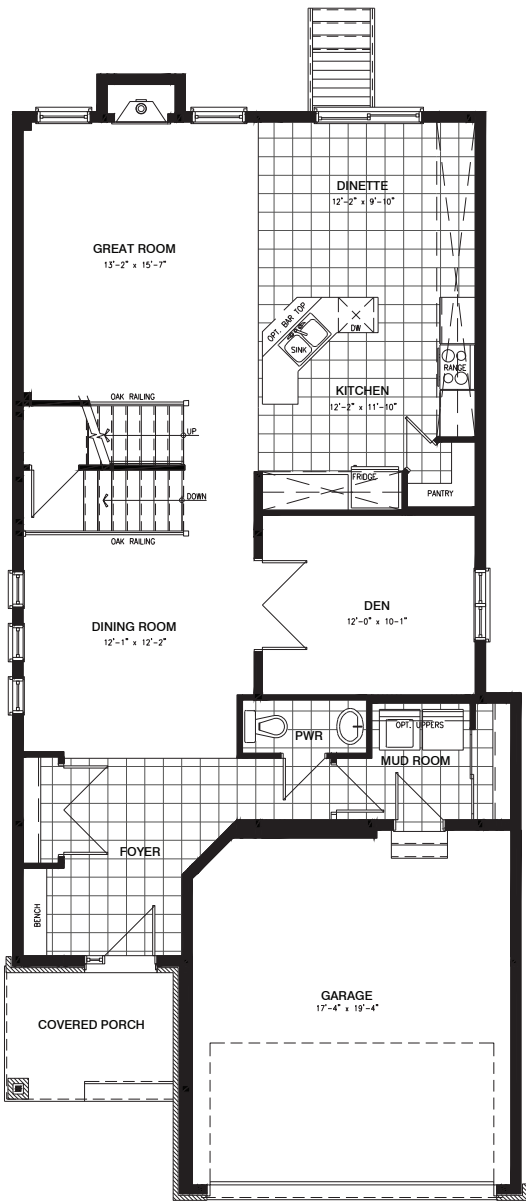 DINETTE
12'-2" x 9'-10"
GREAT ROOM
13'-2" x 15'-7"
OPT. BAR TOP
DW
SINK
RANGE
KITCHEN
12'-2" x 11'-10"
OAK RAILING
UP
FRIDGE
PANTRY
DOWN
OAK RAILING
DEN
12'-0" x 10-1"
DINING ROOM
12'-1" x 12'-2"
PWR
OPT. UPPERS
MUD ROOM
FOYER
BENCH
GARAGE
17'-4" x 19'-4"
COVERED PORCH